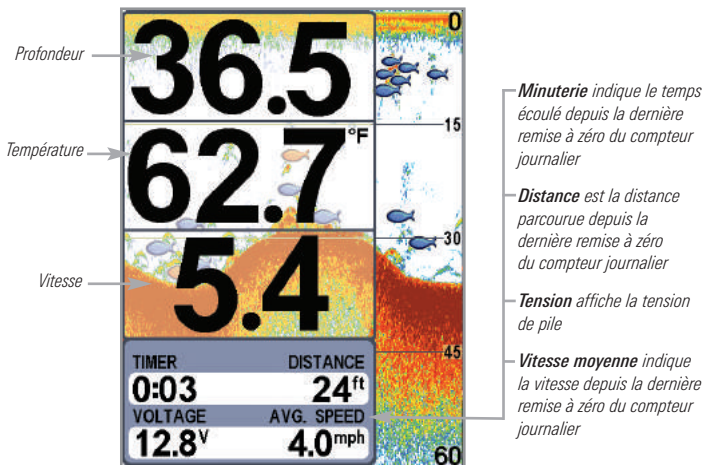 Profondeur
36.5
Température
62.7°F
Vitesse
5.4
TIMER DISTANCE
0:03 24ft
VOLTAGE AVG. SPEED
12.8V 4.0mph
0
15
30
45
60
Minuterie indique le temps
écoulé depuis la dernière
remise à zéro du compteur
journalier
Distance est la distance
parcourue depuis la
dernière remise à zéro
du compteur journalier
Tension affiche la tension
de pile
Vitesse moyenne indique
la vitesse depuis la dernière
remise à zéro du compteur
journalier